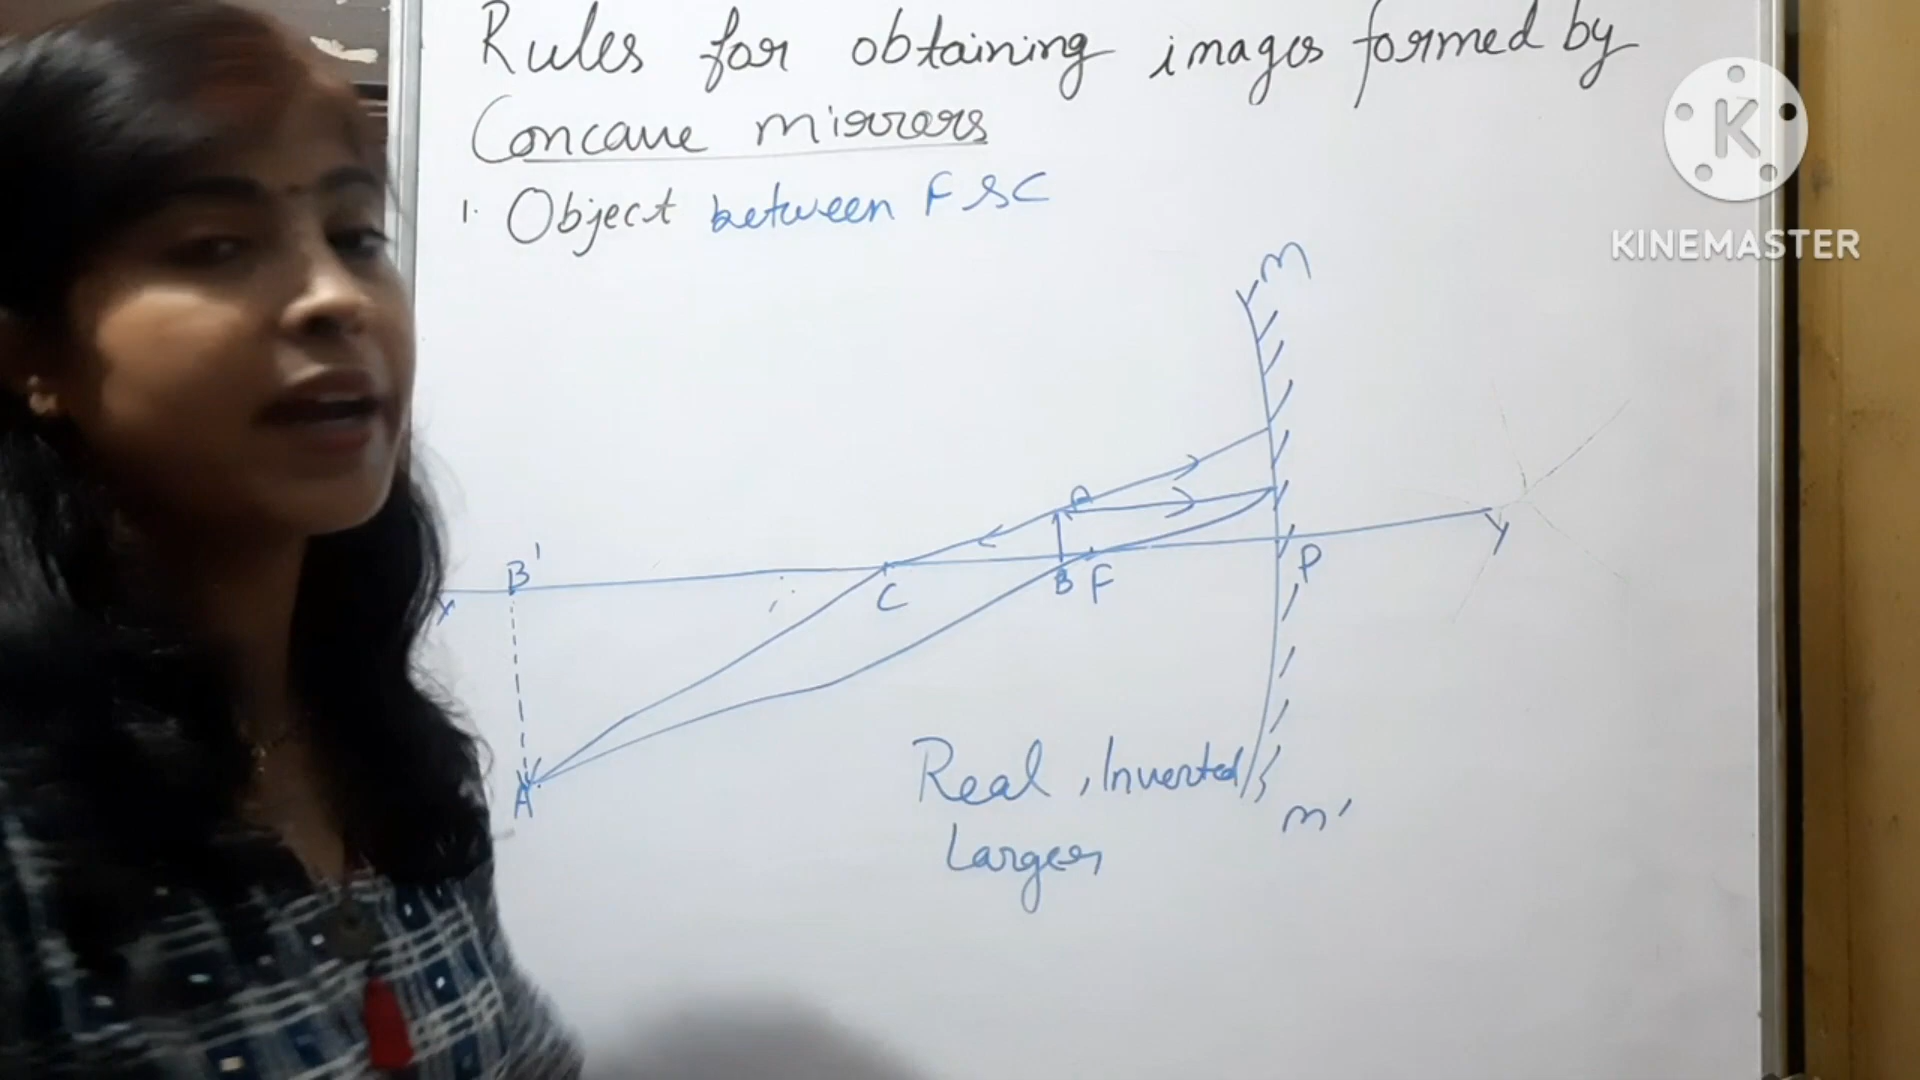 Rules for obtaining images formed by
Concave mirrors
1. Object between F & C
M
K
KINEMASTER
A
B'
X
C
B F
P
Y
A'
Real, Inverted
M'
Larger